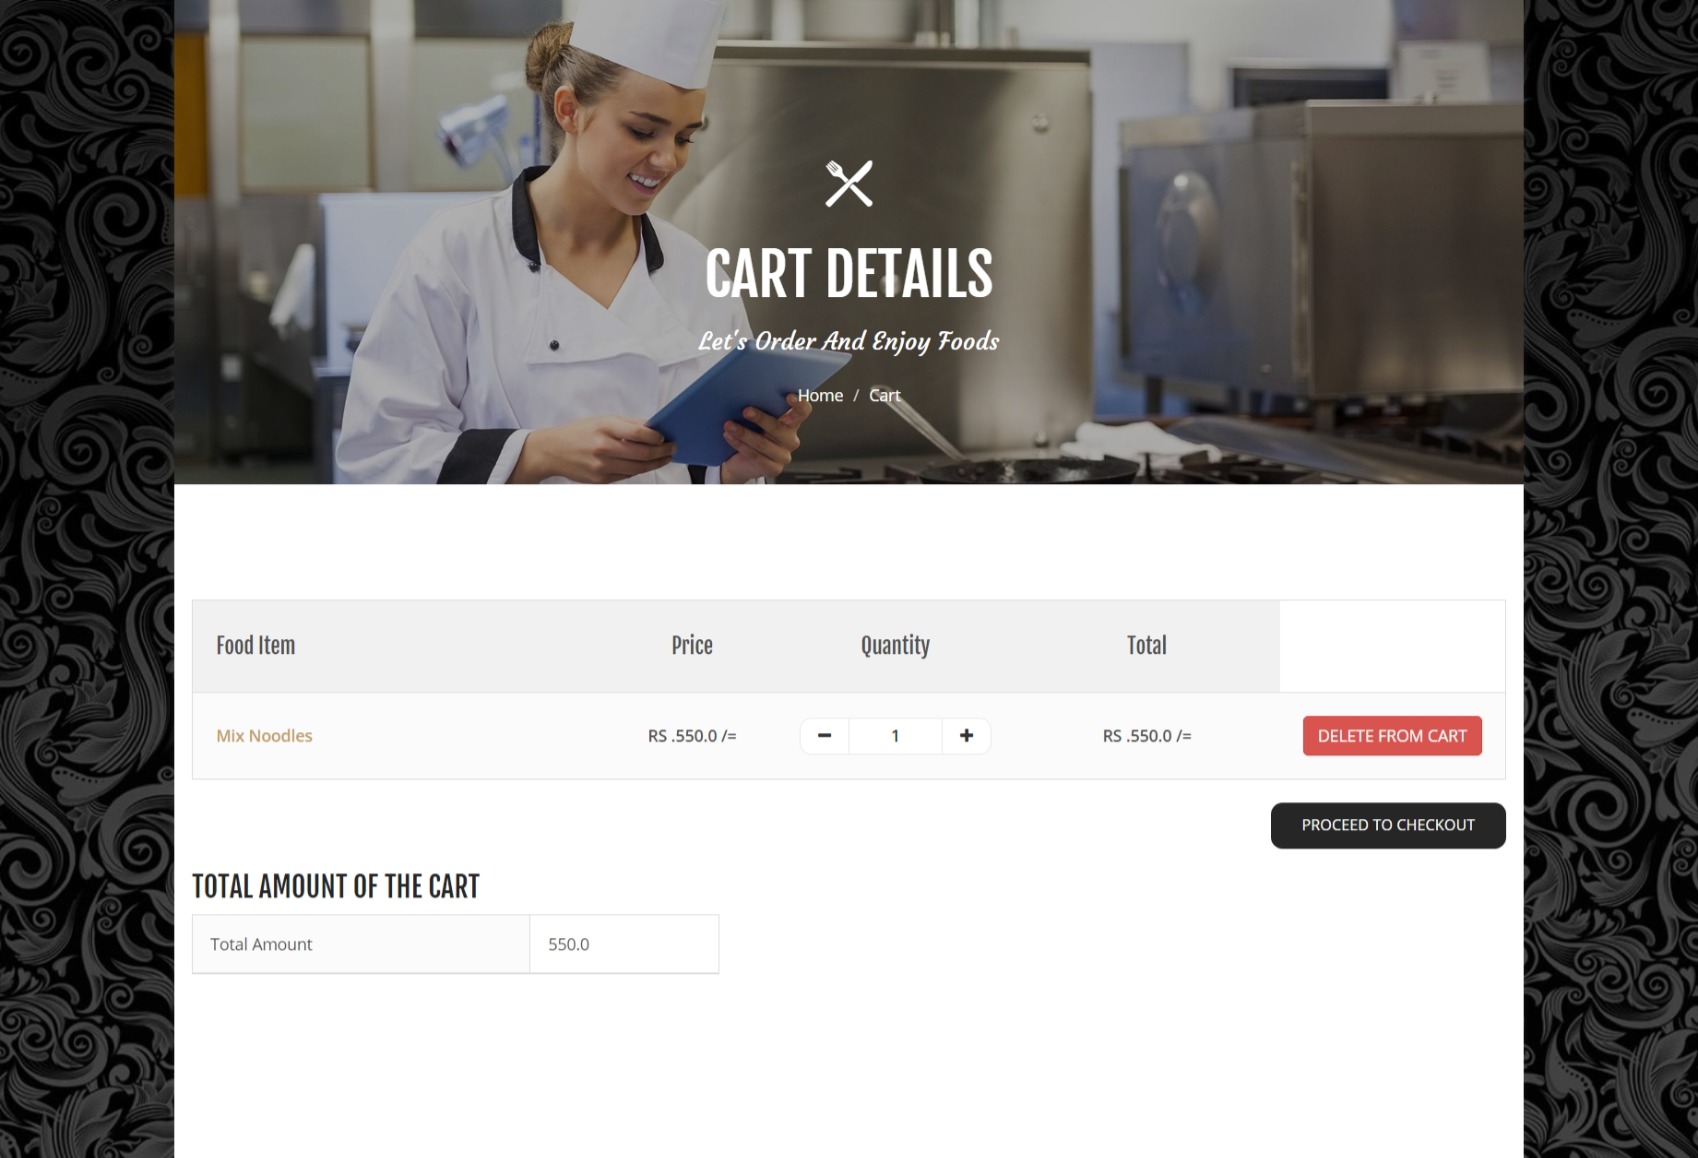 CART DETAILS
Let's Order And Enjoy Foods
Home / Cart
Food Item Price Quantity Total
Mix Noodles RS .550.0 /= 1 RS .550.0 /= DELETE FROM CART
PROCEED TO CHECKOUT
TOTAL AMOUNT OF THE CART
Total Amount 550.0